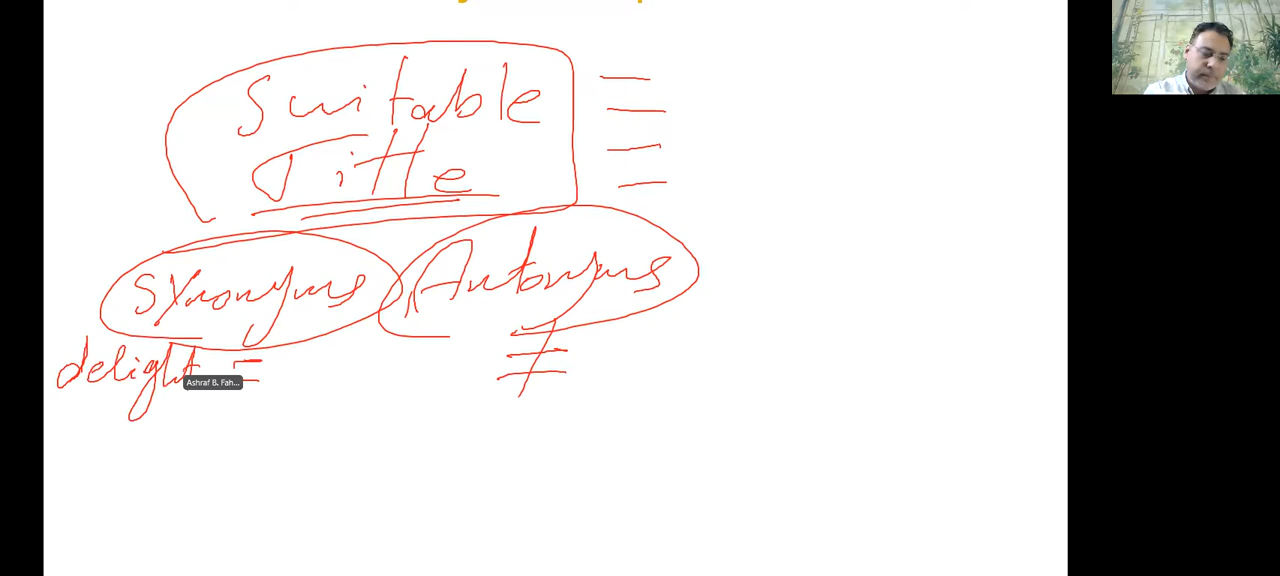 Suitable
Title
Synonyms, Antonyms
=
≠
delight =
Ashraf B. Fah...